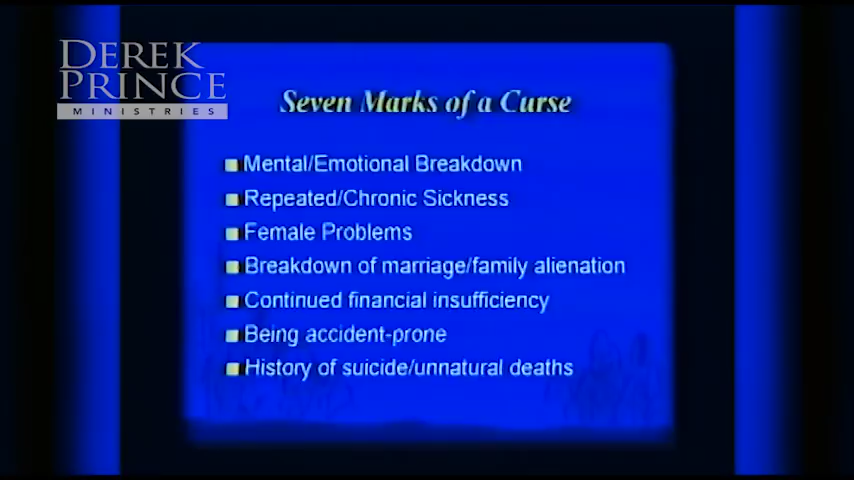 DEREK
PRINCE
MINISTRIES
Seven Marks of a Curse
Mental/Emotional Breakdown
Repeated/Chronic Sickness
Female Problems
Breakdown of marriage/family alienation
Continued financial insufficiency
Being accident-prone
History of suicide/unnatural deaths